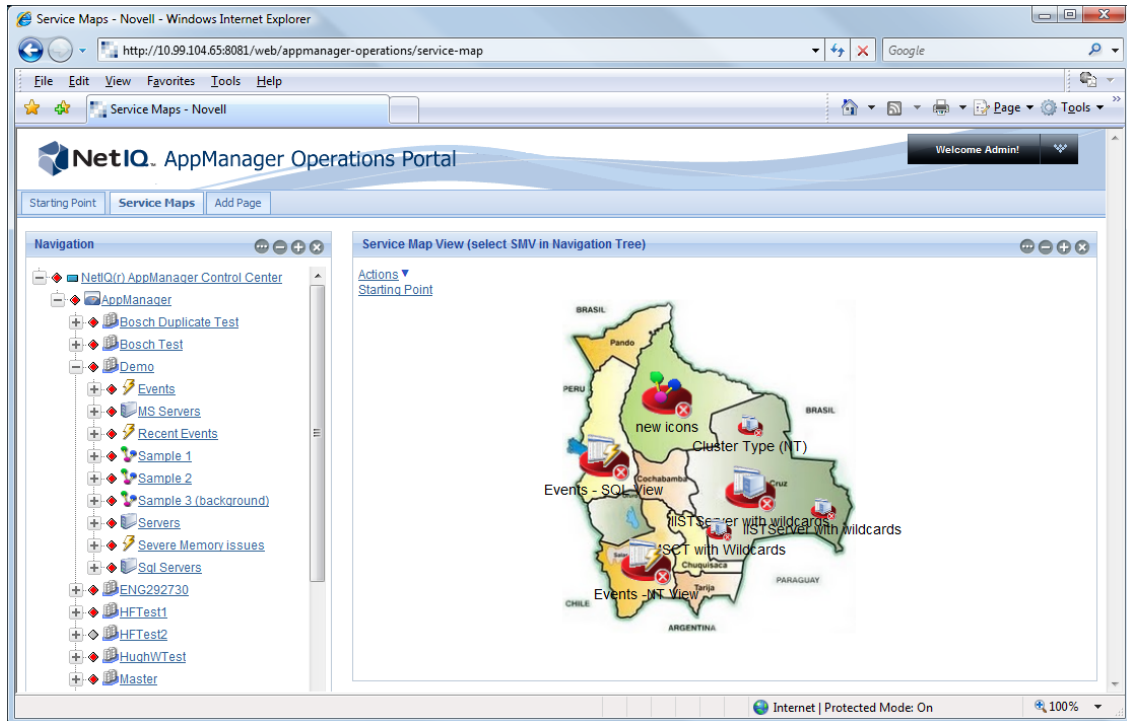 Service Maps - Novell - Windows Internet Explorer
http://10.99.104.65:8081/web/appmanager-operations/service-map
Google
File Edit View Favorites Tools Help
Service Maps - Novell
Page Tools
NetIQ. AppManager Operations Portal
Welcome Admin!
Starting Point Service Maps Add Page
Navigation
NetIQ(r) AppManager Control Center
AppManager
Bosch Duplicate Test
Bosch Test
Demo
Events
MS Servers
Recent Events
Sample 1
Sample 2
Sample 3 (background)
Servers
Severe Memory issues
Sql Servers
ENG292730
HFTest1
HFTest2
HughWTest
Master
Service Map View (select SMV in Navigation Tree)
Actions
Starting Point
BRASIL
Pando
PERU
BRASIL
new icons
Cluster Type (NT)
Cochabamba
Cruz
Events - SQL View
IISTServer with wildcards
IISTServer with wildcards
with Wildcards
Chuquisaca
PARAGUAY
Tarija
Events -NT View
CHILE
ARGENTINA
Internet | Protected Mode: On
100%